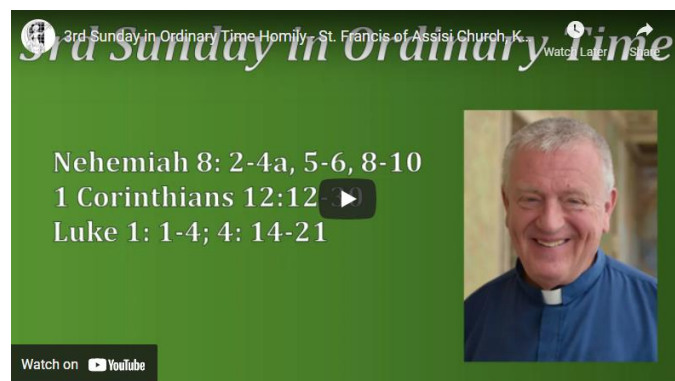 3rd Sunday in Ordinary Time Homily - St. Francis of Assisi Church, K...
Watch Later
Share
3rd Sunday in Ordinary Time
Nehemiah 8: 2-4a, 5-6, 8-10
1 Corinthians 12:12-30
Luke 1: 1-4; 4: 14-21
Watch on YouTube